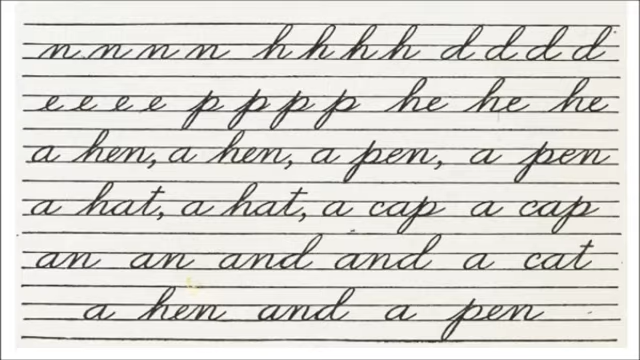 n n n n h h h h d d d d
e e e e p p p p he he he
a hen, a hen, a pen, a pen
a hat, a hat, a cap a cap
an an and and a cat
a hen and a pen